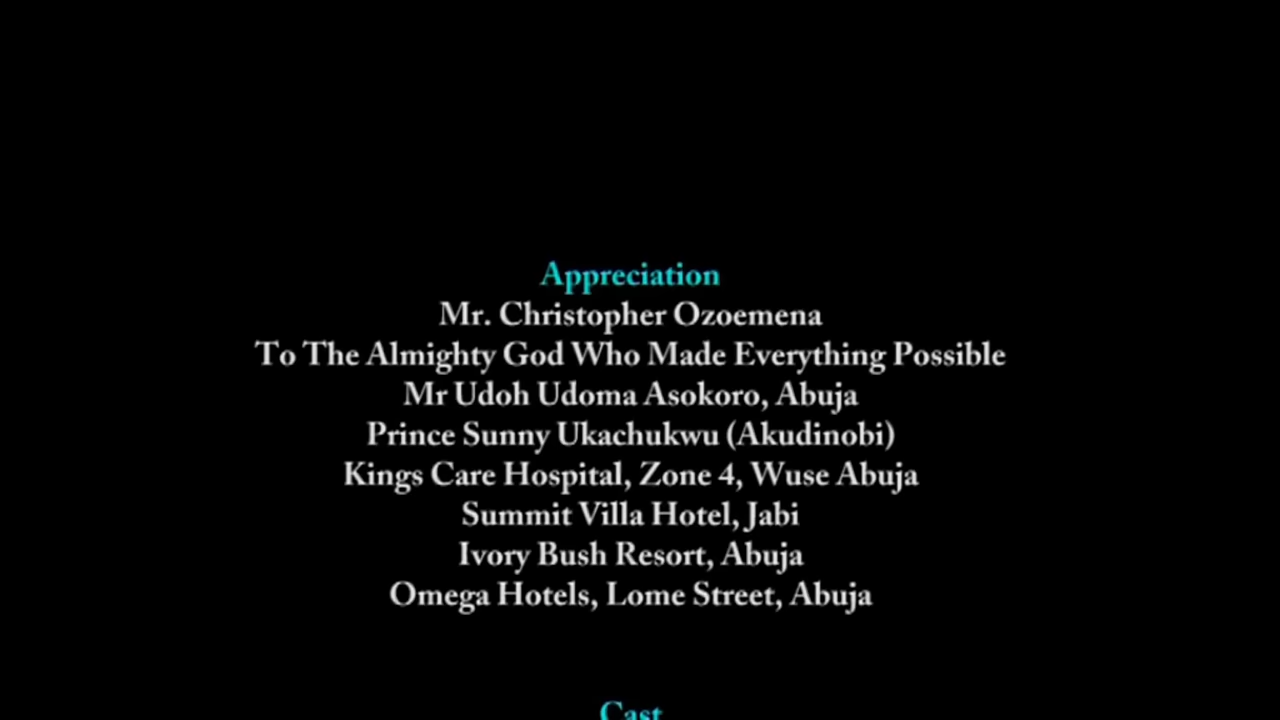 Appreciation
Mr. Christopher Ozoemena
To The Almighty God Who Made Everything Possible
Mr Udoh Udoma Asokoro, Abuja
Prince Sunny Ukachukwu (Akudinobi)
Kings Care Hospital, Zone 4, Wuse Abuja
Summit Villa Hotel, Jabi
Ivory Bush Resort, Abuja
Omega Hotels, Lome Street, Abuja
Cast